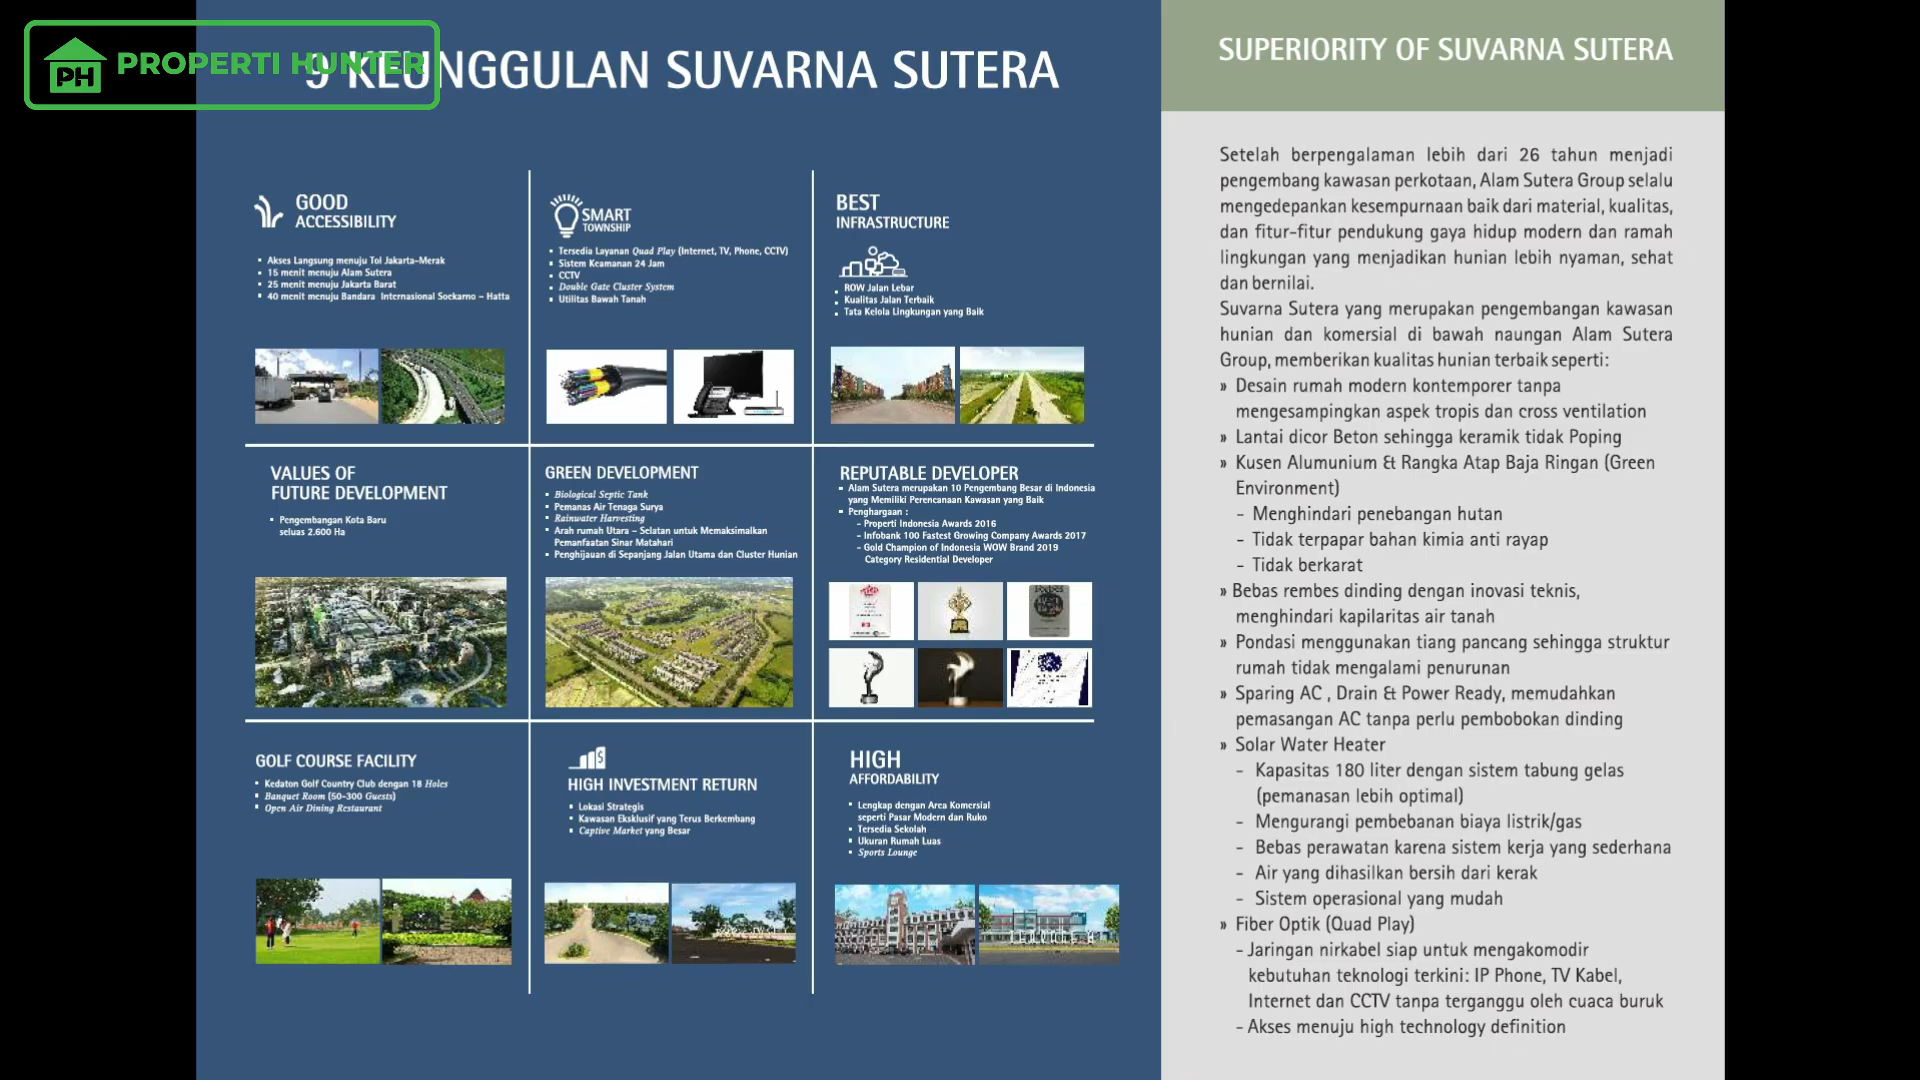 PH PROPERTI HUNTER
9 KEUNGGULAN SUVARNA SUTERA
GOOD
ACCESSIBILITY
▪ Akses Langsung menuju Tol Jakarta-Merak
▪ 15 menit menuju Alam Sutera
▪ 25 menit menuju Jakarta Barat
▪ 40 menit menuju Bandara Internasional Soekarno – Hatta
SMART
TOWNSHIP
▪ Tersedia Layanan Quad Play (Internet, TV, Phone, CCTV)
▪ Sistem Keamanan 24 Jam
▪ CCTV
▪ Double Gate Cluster System
▪ Utilitas Bawah Tanah
BEST
INFRASTRUCTURE
▪ ROW Jalan Lebar
▪ Kualitas Jalan Terbaik
▪ Tata Kelola Lingkungan yang Baik
VALUES OF
FUTURE DEVELOPMENT
▪ Pengembangan Kota Baru
seluas 2.600 Ha
GREEN DEVELOPMENT
▪ Biological Septic Tank
▪ Pemanas Air Tenaga Surya
▪ Rainwater Harvesting
▪ Arah rumah Utara – Selatan untuk Memaksimalkan
Pemanfaatan Sinar Matahari
▪ Penghijauan di Sepanjang Jalan Utama dan Cluster Hunian
REPUTABLE DEVELOPER
▪ Alam Sutera merupakan 10 Pengembang Besar di Indonesia
yang Memiliki Perencanaan Kawasan yang Baik
▪ Penghargaan :
– Properti Indonesia Awards 2016
– Infobank 100 Fastest Growing Company Awards 2017
– Gold Champion of Indonesia WOW Brand 2019
Category Residential Developer
GOLF COURSE FACILITY
▪ Kedaton Golf Country Club dengan 18 Holes
▪ Banquet Room (50-300 Guests)
▪ Open Air Dining Restaurant
HIGH INVESTMENT RETURN
▪ Lokasi Strategis
▪ Kawasan Eksklusif yang Terus Berkembang
▪ Captive Market yang Besar
HIGH
AFFORDABILITY
▪ Lengkap dengan Area Komersial
seperti Pasar Modern dan Ruko
▪ Tersedia Sekolah
▪ Ukuran Rumah Luas
▪ Sports Lounge
SUPERIORITY OF SUVARNA SUTERA
Setelah berpengalaman lebih dari 26 tahun menjadi
pengembang kawasan perkotaan, Alam Sutera Group selalu
mengedepankan kesempurnaan baik dari material, kualitas,
dan fitur-fitur pendukung gaya hidup modern dan ramah
lingkungan yang menjadikan hunian lebih nyaman, sehat
dan bernilai.
Suvarna Sutera yang merupakan pengembangan kawasan
hunian dan komersial di bawah naungan Alam Sutera
Group, memberikan kualitas hunian terbaik seperti:
» Desain rumah modern kontemporer tanpa
mengesampingkan aspek tropis dan cross ventilation
» Lantai dicor Beton sehingga keramik tidak Poping
» Kusen Alumunium & Rangka Atap Baja Ringan (Green
Environment)
- Menghindari penebangan hutan
- Tidak terpapar bahan kimia anti rayap
- Tidak berkarat
» Bebas rembes dinding dengan inovasi teknis,
menghindari kapilaritas air tanah
» Pondasi menggunakan tiang pancang sehingga struktur
rumah tidak mengalami penurunan
» Sparing AC , Drain & Power Ready, memudahkan
pemasangan AC tanpa perlu pembobokan dinding
» Solar Water Heater
- Kapasitas 180 liter dengan sistem tabung gelas
(pemanasan lebih optimal)
- Mengurangi pembebanan biaya listrik/gas
- Bebas perawatan karena sistem kerja yang sederhana
- Air yang dihasilkan bersih dari kerak
- Sistem operasional yang mudah
» Fiber Optik (Quad Play)
- Jaringan nirkabel siap untuk mengakomodir
kebutuhan teknologi terkini: IP Phone, TV Kabel,
Internet dan CCTV tanpa terganggu oleh cuaca buruk
- Akses menuju high technology definition